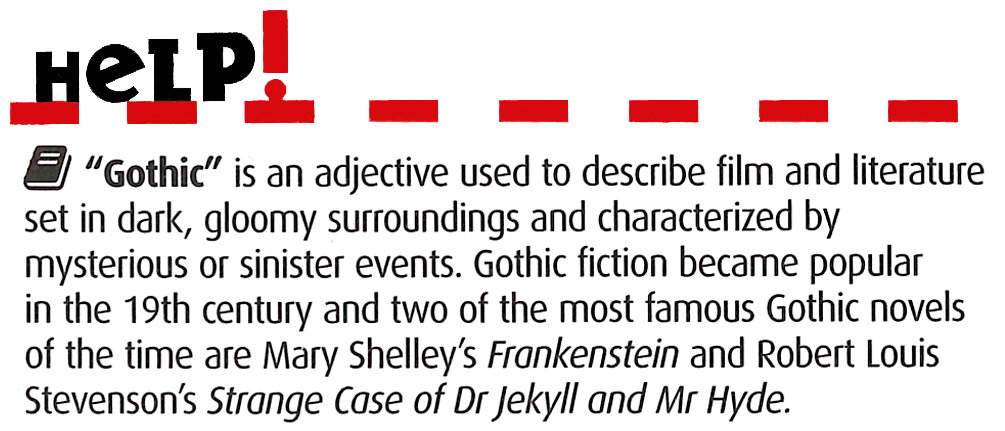 HeLP!
“Gothic” is an adjective used to describe film and literature
set in dark, gloomy surroundings and characterized by
mysterious or sinister events. Gothic fiction became popular
in the 19th century and two of the most famous Gothic novels
of the time are Mary Shelley’s Frankenstein and Robert Louis
Stevenson’s Strange Case of Dr Jekyll and Mr Hyde.